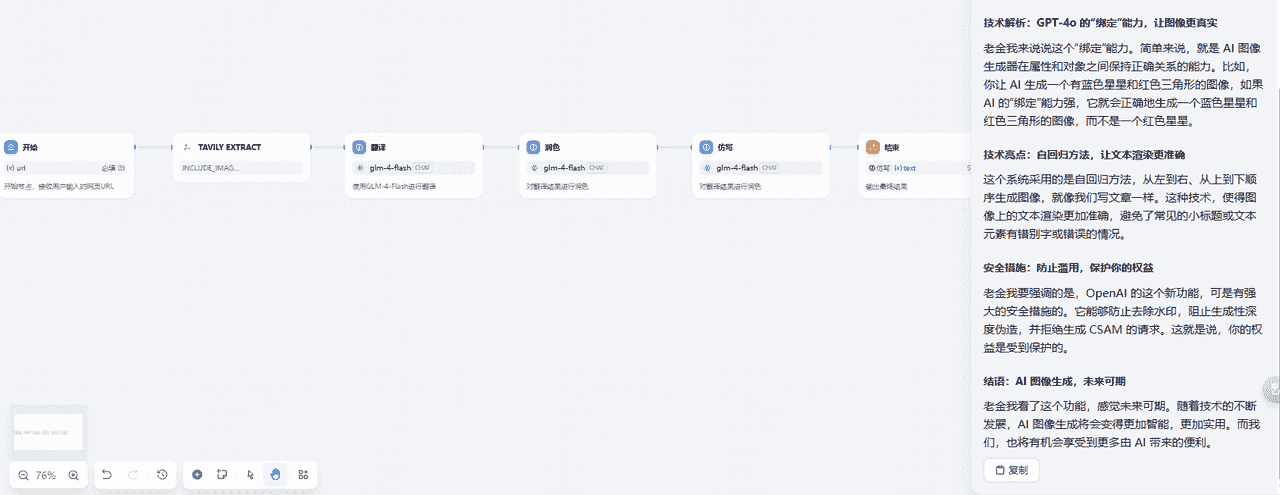 开始
(x) url
必填
开始节点，接收用户输入的网页URL
TAVILY EXTRACT
INCLUDE_IMAG...
翻译
glm-4-flash CHAT
使用GLM-4-Flash进行翻译
润色
glm-4-flash CHAT
对翻译结果进行润色
仿写
glm-4-flash CHAT
对翻译结果进行润色
结束
仿写 (x) text
输出最终结果
76%
技术解析：GPT-4o 的“绑定”能力，让图像更真实
老金我来说说这个“绑定”能力。简单来说，就是 AI 图像
生成器在属性和对象之间保持正确关系的能力。比如，
你让 AI 生成一个有蓝色星星和红色三角形的图像，如果
AI 的“绑定”能力强，它就会正确地生成一个蓝色星星和
红色三角形的图像，而不是一个红色星星。
技术亮点：自回归方法，让文本渲染更准确
这个系统采用的是自回归方法，从左到右、从上到下顺
序生成图像，就像我们写文章一样。这种技术，使得图
像上的文本渲染更加准确，避免了常见的小标题或文本
元素有错别字或错误的情况。
安全措施：防止滥用，保护你的权益
老金我要强调的是，OpenAI 的这个新功能，可是有强
大的安全措施的。它能够防止去除水印，阻止生成性深
度伪造，并拒绝生成 CSAM 的请求。这就是说，你的权
益是受到保护的。
结语：AI 图像生成，未来可期
老金我看了这个功能，感觉未来可期。随着技术的不断
发展，AI 图像生成将会变得更加智能，更加实用。而我
们，也将有机会享受到更多由 AI 带来的便利。
复制